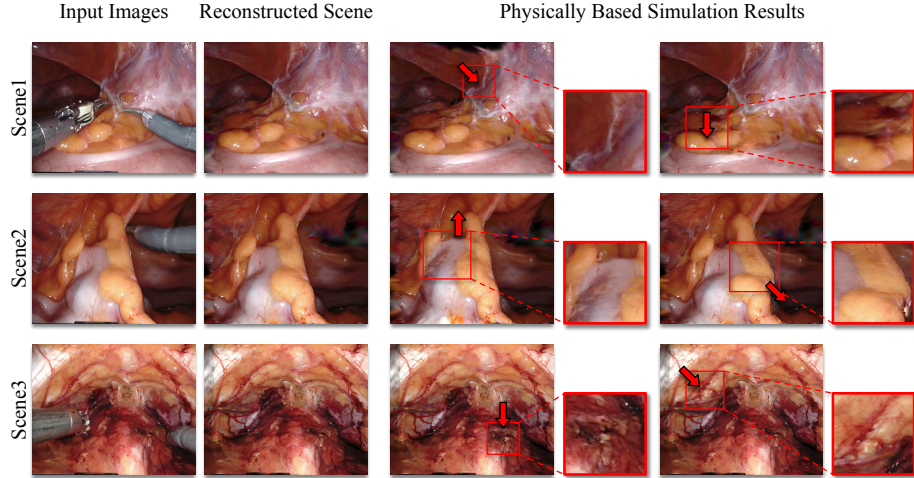 Input Images
Reconstructed Scene
Physically Based Simulation Results
Scene1
Scene2
Scene3